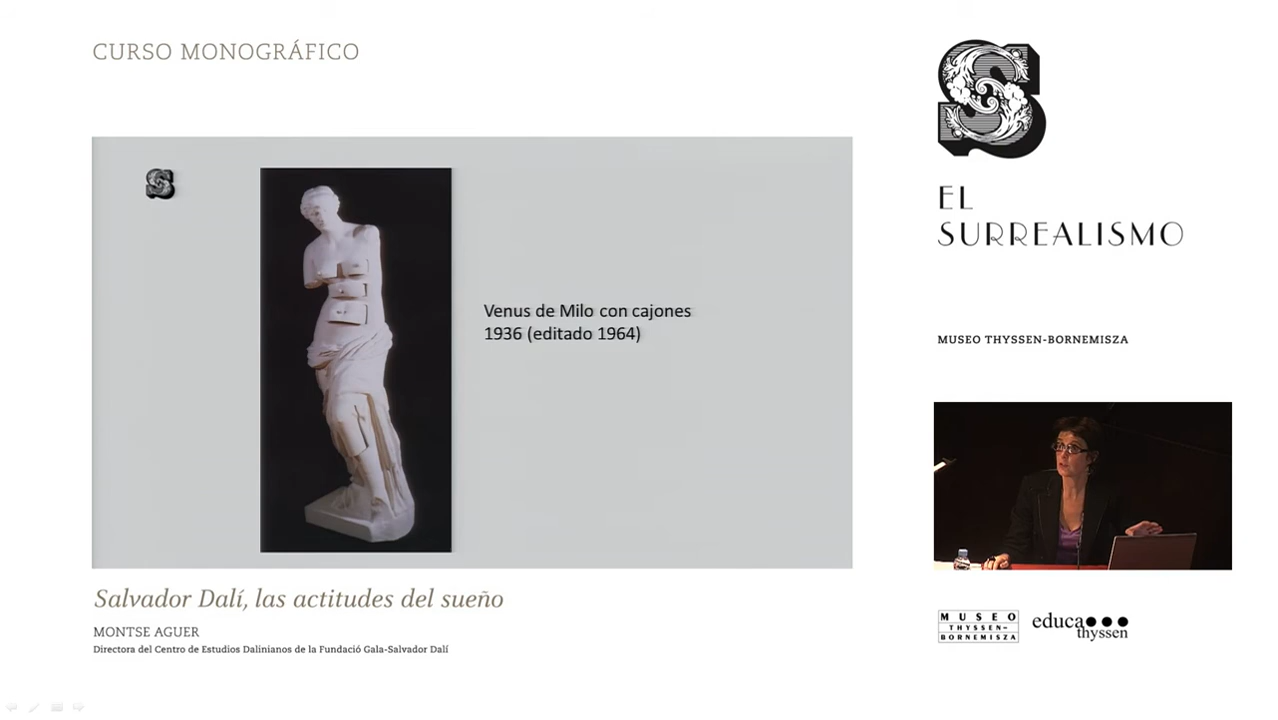 CURSO MONOGRÁFICO
S
EL
SURREALISMO
S
Venus de Milo con cajones
1936 (editado 1964)
MUSEO THYSSEN-BORNEMISZA
Salvador Dalí, las actitudes del sueño
MONTSE AGUER
Directora del Centro de Estudios Dalinianos de la Fundació Gala-Salvador Dalí
MUSEO
THYSSEN-
BORNEMISZA
educa
thyssen